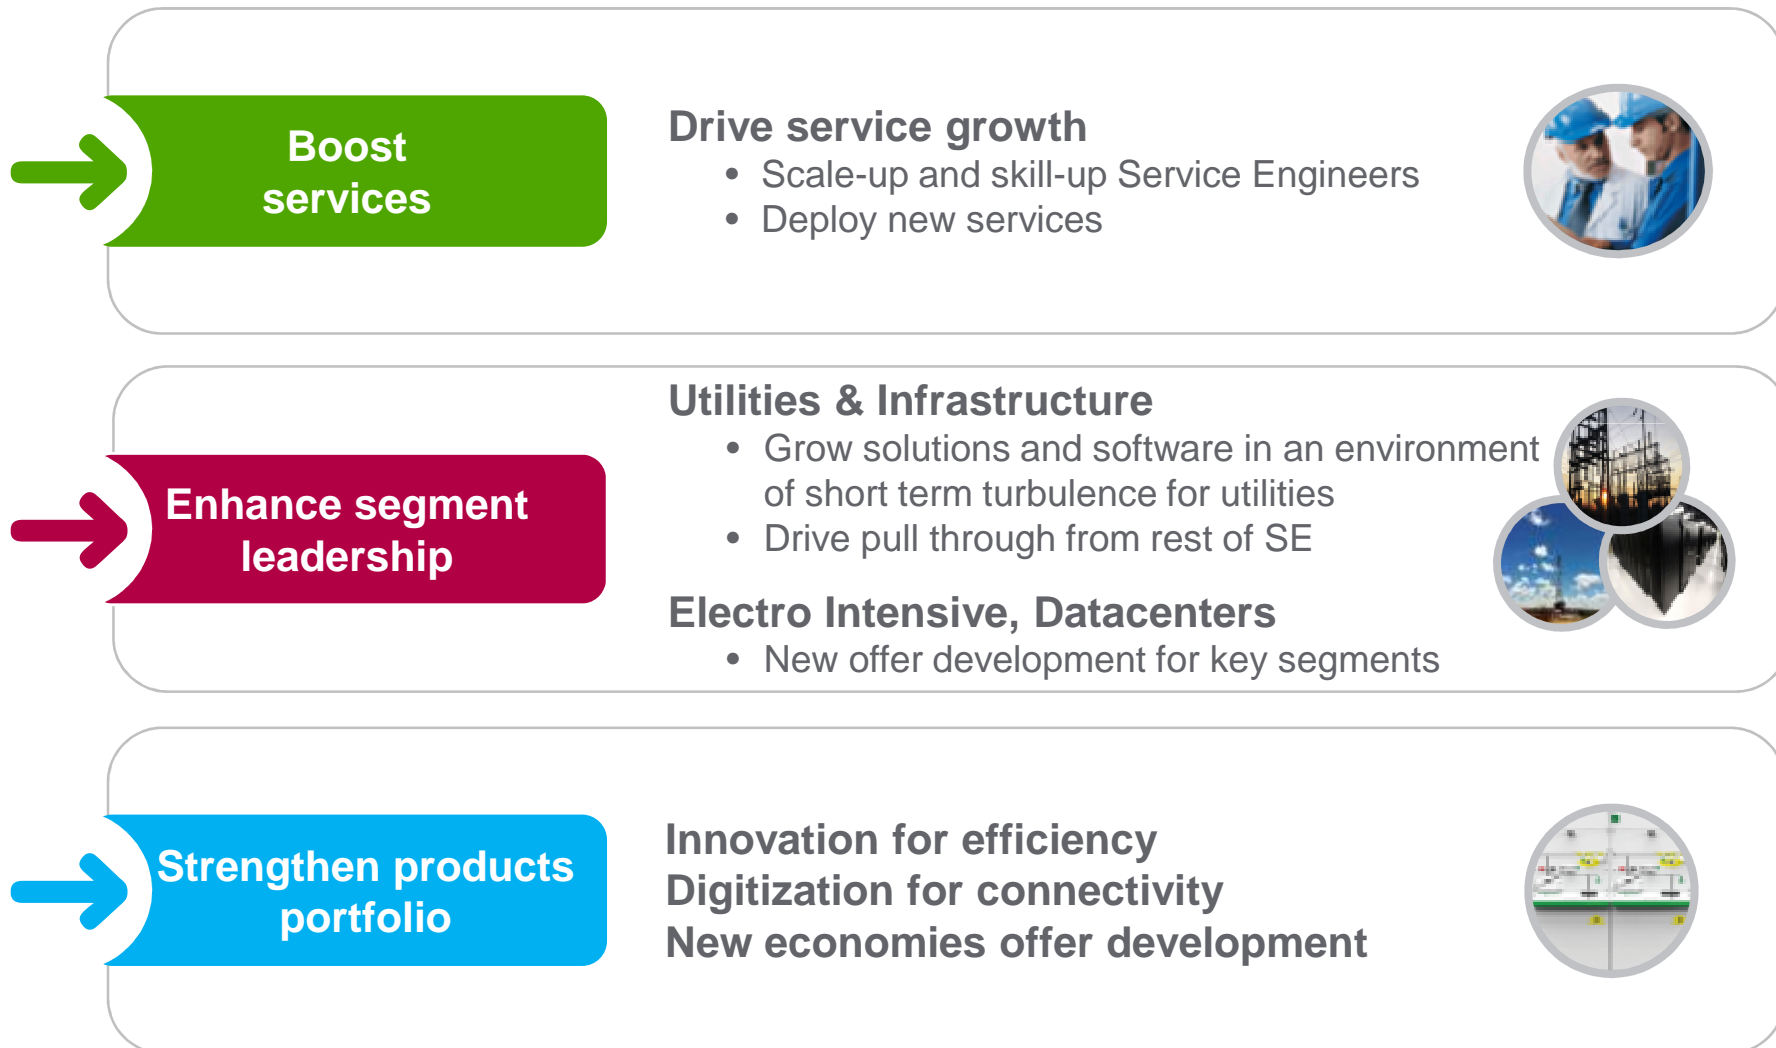 Boost
services
Drive service growth
• Scale-up and skill-up Service Engineers
• Deploy new services
Enhance segment
leadership
Utilities & Infrastructure
• Grow solutions and software in an environment
of short term turbulence for utilities
• Drive pull through from rest of SE
Electro Intensive, Datacenters
• New offer development for key segments
Strengthen products
portfolio
Innovation for efficiency
Digitization for connectivity
New economies offer development